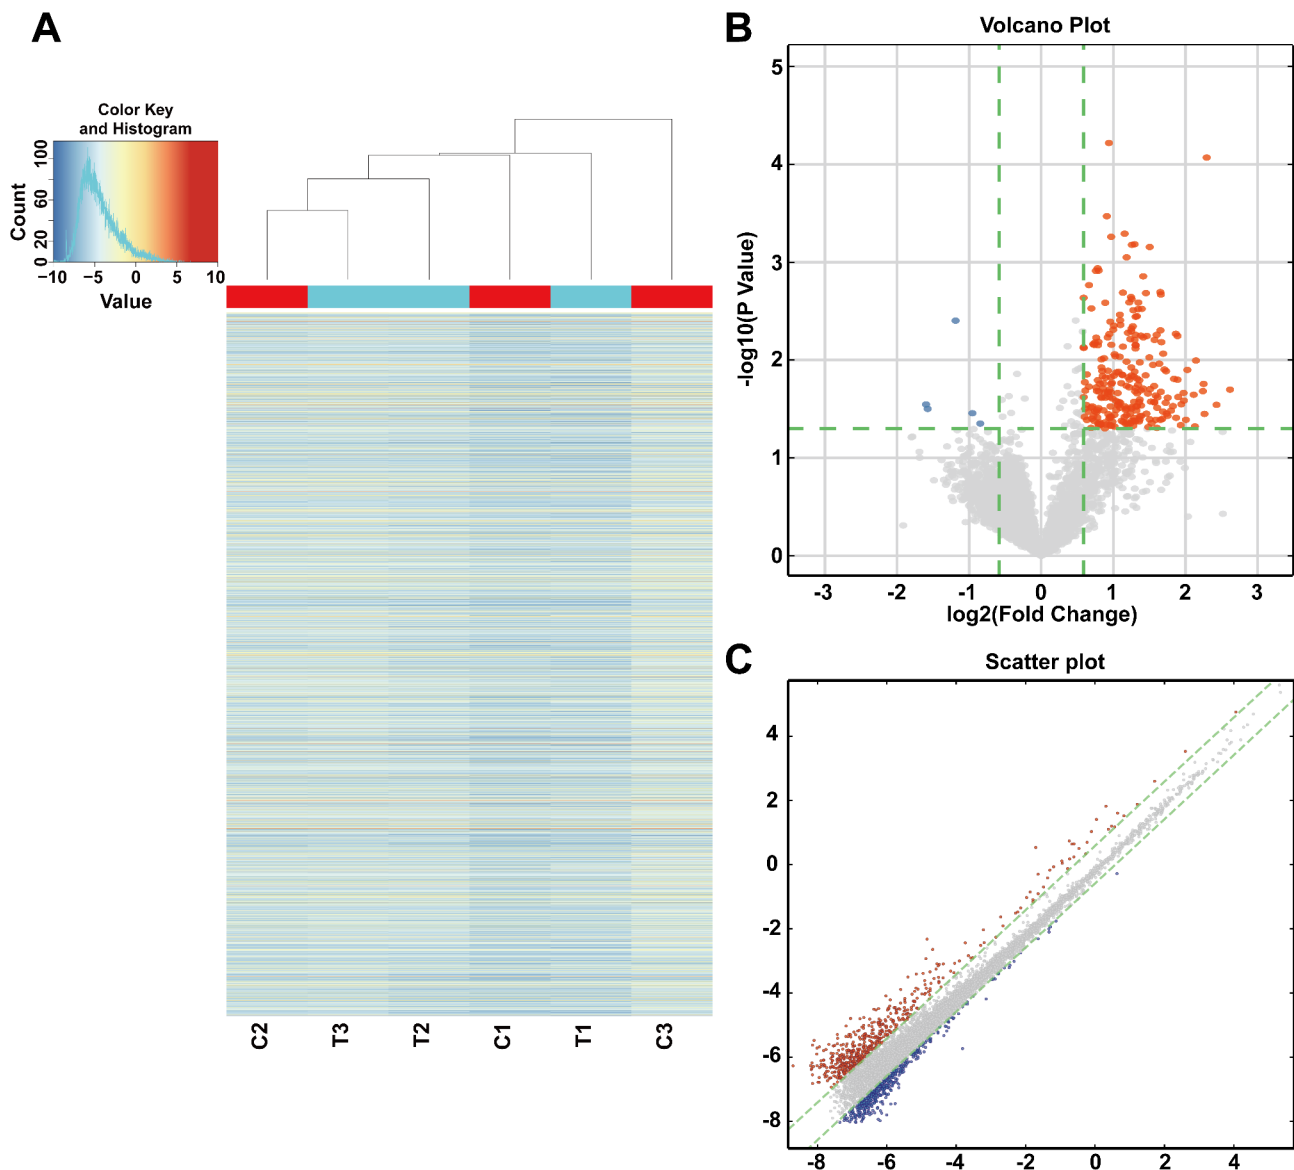 A
Color Key
and Histogram
Count
0 20 60 100
−10 −5 0 5 10
Value
C2 T3 T2 C1 T1 C3
B
Volcano Plot
-log10(P Value)
5
4
3
2
1
0
-3 -2 -1 0 1 2 3
log2(Fold Change)
C
Scatter plot
4
2
0
-2
-4
-6
-8
-8 -6 -4 -2 0 2 4